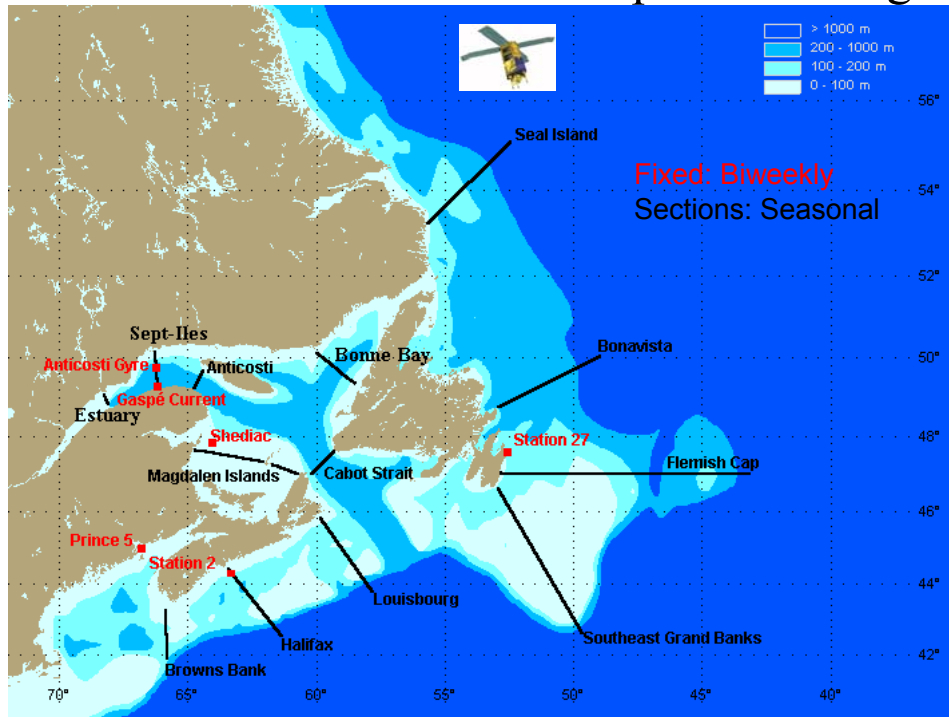 > 1000 m
200 - 1000 m
100 - 200 m
0 - 100 m
56°
Seal Island
Fixed: Biweekly
Sections: Seasonal
54°
52°
Sept-Iles
Bonne Bay
Bonavista
50°
Anticosti Gyre
Anticosti
Gaspé Current
Estuary
Shediac
Station 27
48°
Magdalen Islands
Cabot Strait
Flemish Cap
46°
Prince 5
Station 2
Louisbourg
44°
Halifax
Southeast Grand Banks
Browns Bank
42°
70°
65°
60°
55°
50°
45°
40°